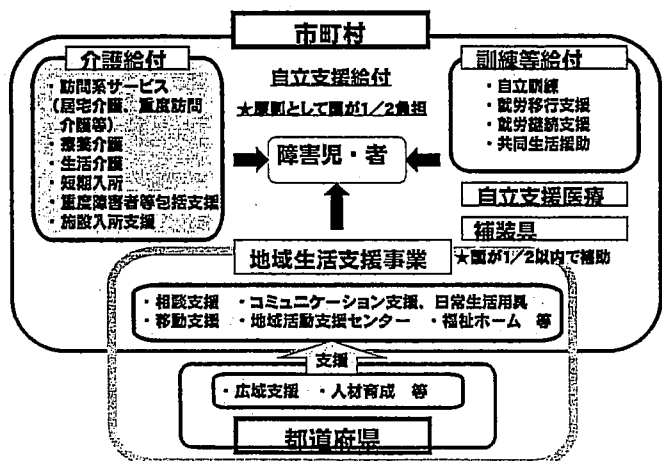 市町村
介護給付
・訪問系サービス
(居宅介護、重度訪問
介護等)
・療養介護
・生活介護
・短期入所
・重度障害者等包括支援
・施設入所支援
自立支援給付
★原則として国が1/2負担
障害児・者
訓練等給付
・自立訓練
・就労移行支援
・就労継続支援
・共同生活援助
自立支援医療
補装具
地域生活支援事業
★国が1/2以内で補助
・相談支援 ・コミュニケーション支援、日常生活用具
・移動支援 ・地域活動支援センター ・福祉ホーム 等
支援
・広域支援 ・人材育成 等
都道府県